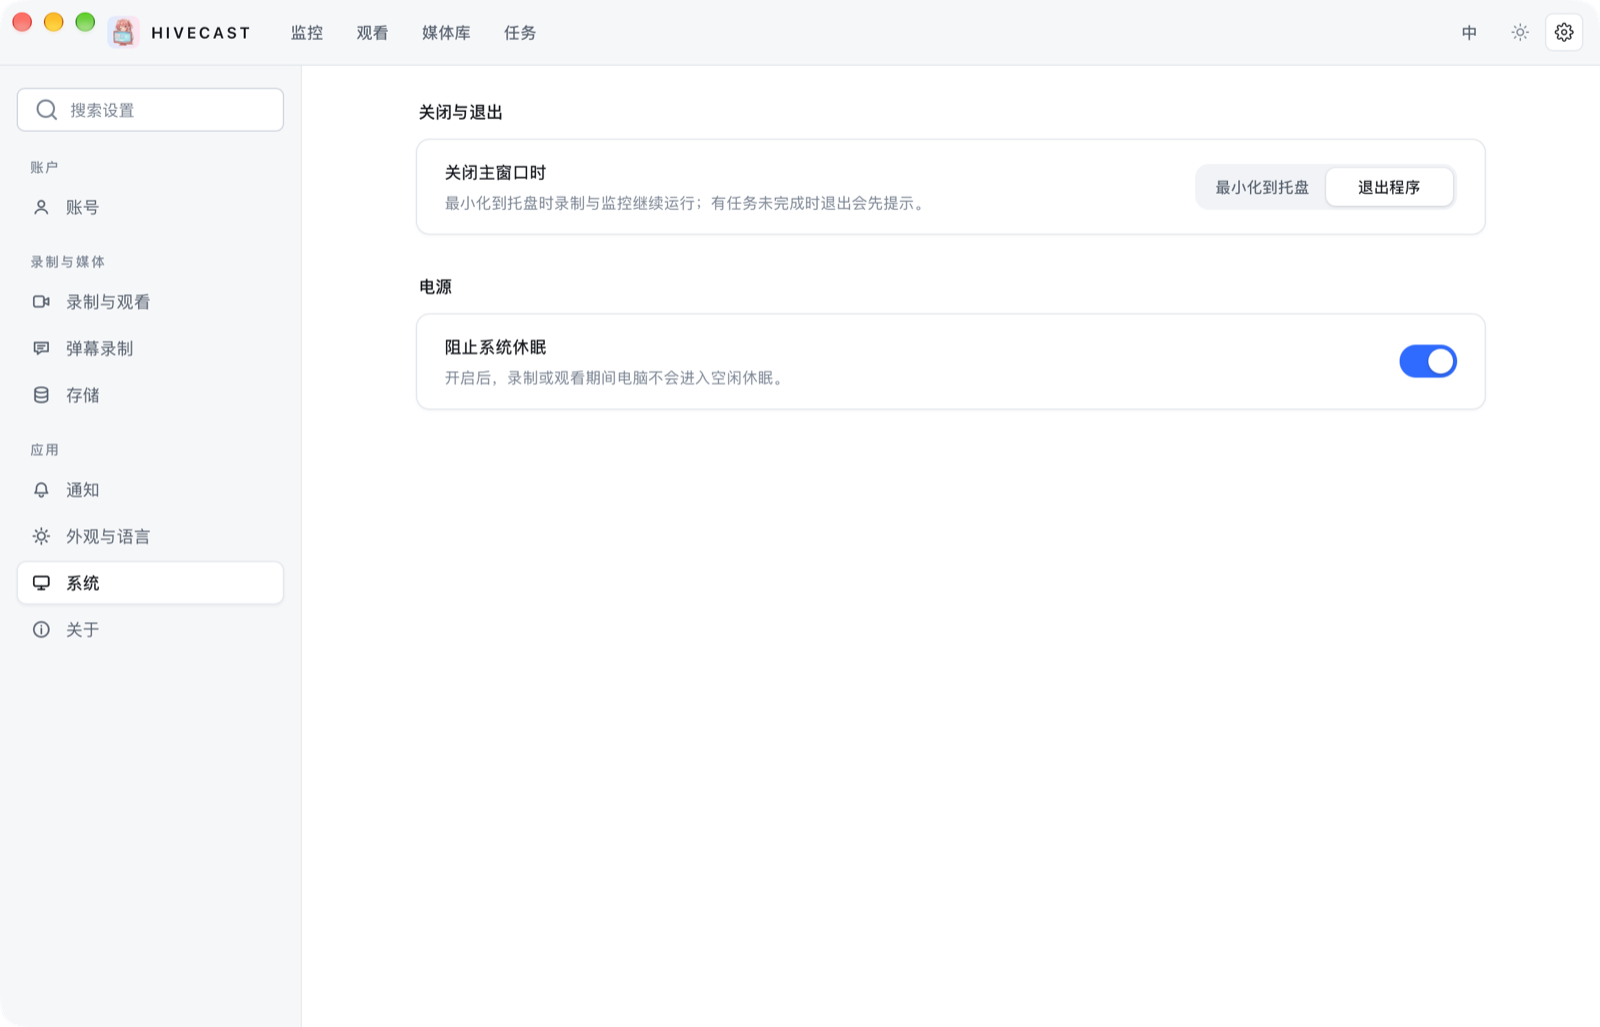 HIVECAST
监控
观看
媒体库
任务
中
搜索设置
账户
账号
录制与媒体
录制与观看
弹幕录制
存储
应用
通知
外观与语言
系统
关于
关闭与退出
关闭主窗口时
最小化到托盘时录制与监控继续运行；有任务未完成时退出会先提示。
最小化到托盘
退出程序
电源
阻止系统休眠
开启后，录制或观看期间电脑不会进入空闲休眠。